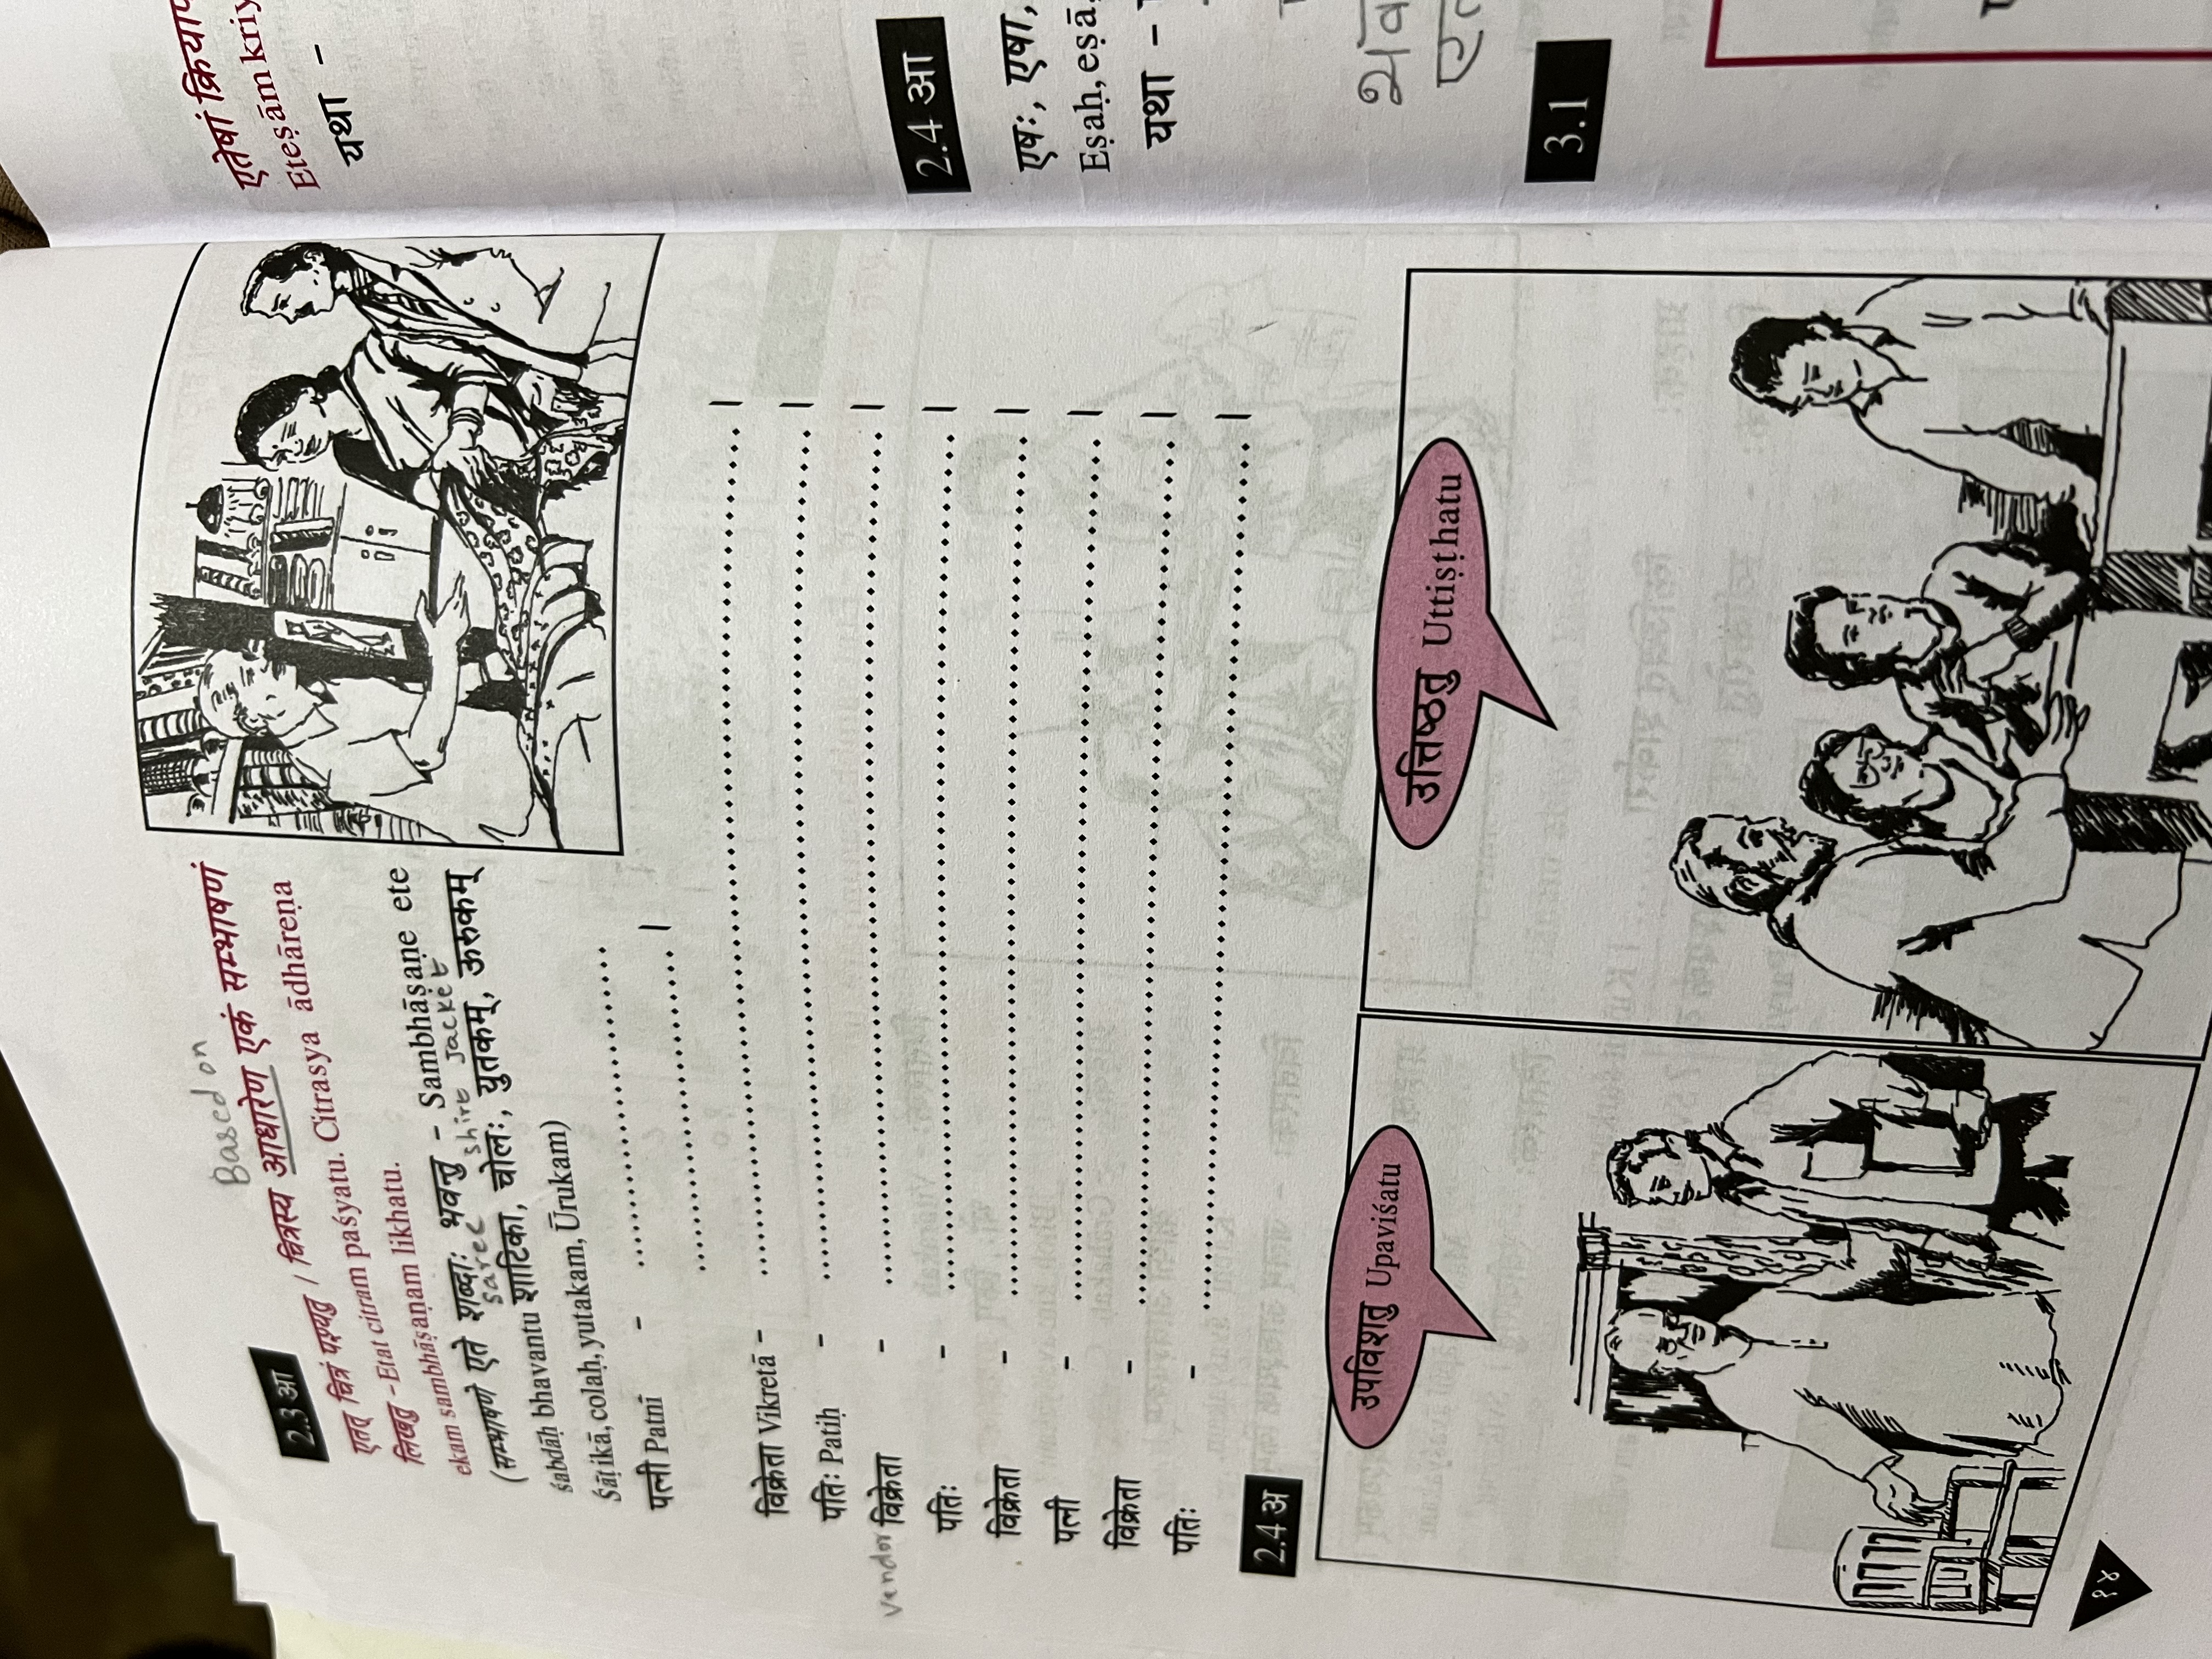 Based on
2.3 आ
एतत् चित्रं पश्यतु / चित्रस्य आधारेण एकं सम्भाषणं
लिखतु -Etat citram paśyatu. Citrasya ādhāreṇa
ekam sambhāṣaṇam likhatu.
(सम्भाषणे एते शब्दाः भवन्तु - Sambhāṣaṇe ete
saree shirt Jacket
śabdāḥ bhavantu शाटिका, चोलः, युतकम्, ऊरुकम्
Śāṭikā, colaḥ, yutakam, Ūrukam)
पत्नी Patnī - ..............................
.............................. |
विक्रेता Vikretā - .............................. |
पतिः Patiḥ - .............................. |
vendor विक्रेता - .............................. |
पतिः - .............................. |
विक्रेता - .............................. |
पत्नी - .............................. |
विक्रेता - .............................. |
पतिः - .............................. |
2.4 अ
उपविशतु Upaviśatu
उत्तिष्ठतु Uttiṣṭhatu
१४
एतेषां
Eteṣām
यथा -
2.4 आ
एषः, एषा,
Eṣaḥ, eṣā,
यथा -
3.1